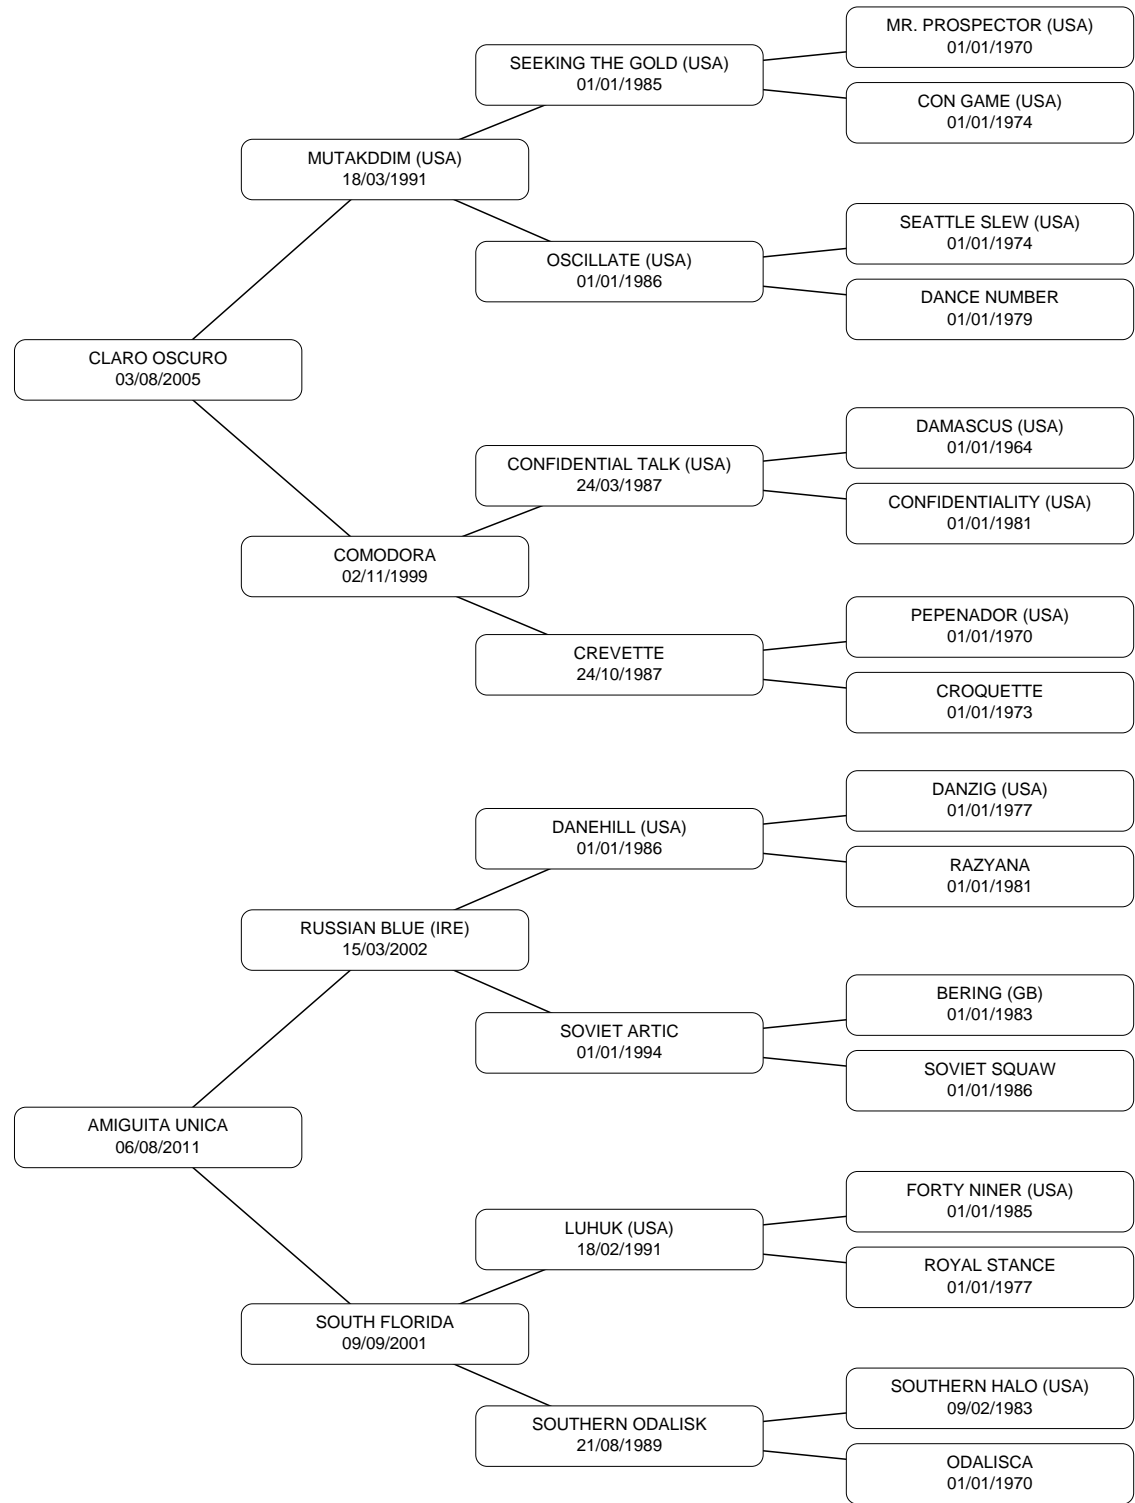 MR. PROSPECTOR (USA)
01/01/1970
SEEKING THE GOLD (USA)
01/01/1985
CON GAME (USA)
01/01/1974
MUTAKDDIM (USA)
18/03/1991
SEATTLE SLEW (USA)
01/01/1974
OSCILLATE (USA)
01/01/1986
DANCE NUMBER
01/01/1979
CLARO OSCURO
03/08/2005
DAMASCUS (USA)
01/01/1964
CONFIDENTIAL TALK (USA)
24/03/1987
CONFIDENTIALITY (USA)
01/01/1981
COMODORA
02/11/1999
PEPENADOR (USA)
01/01/1970
CREVETTE
24/10/1987
CROQUETTE
01/01/1973
DANZIG (USA)
01/01/1977
DANEHILL (USA)
01/01/1986
RAZYANA
01/01/1981
RUSSIAN BLUE (IRE)
15/03/2002
BERING (GB)
01/01/1983
SOVIET ARTIC
01/01/1994
SOVIET SQUAW
01/01/1986
AMIGUITA UNICA
06/08/2011
FORTY NINER (USA)
01/01/1985
LUHUK (USA)
18/02/1991
ROYAL STANCE
01/01/1977
SOUTH FLORIDA
09/09/2001
SOUTHERN HALO (USA)
09/02/1983
SOUTHERN ODALISK
21/08/1989
ODALISCA
01/01/1970